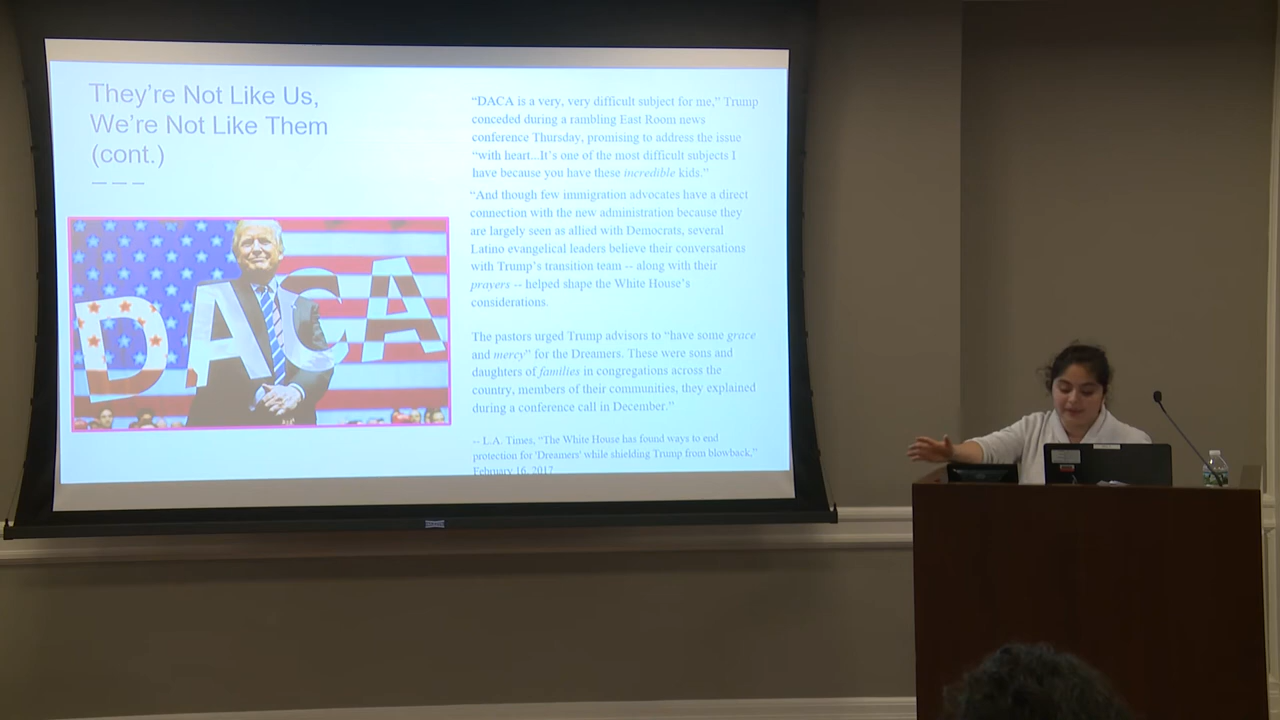 They're Not Like Us,
We're Not Like Them
(cont.)
DACA
“DACA is a very, very difficult subject for me,” Trump
conceded during a rambling East Room news
conference Thursday, promising to address the issue
“with heart...It's one of the most difficult subjects I
have because you have these incredible kids.”
“And though few immigration advocates have a direct
connection with the new administration because they
are largely seen as allied with Democrats, several
Latino evangelical leaders believe their conversations
with Trump's transition team -- along with their
prayers -- helped shape the White House's
considerations.
The pastors urged Trump advisors to “have some grace
and mercy” for the Dreamers. These were sons and
daughters of families in congregations across the
country, members of their communities, they explained
during a conference call in December.”
-- L.A. Times, “The White House has found ways to end
protection for 'Dreamers' while shielding Trump from blowback,”
February 16, 2017